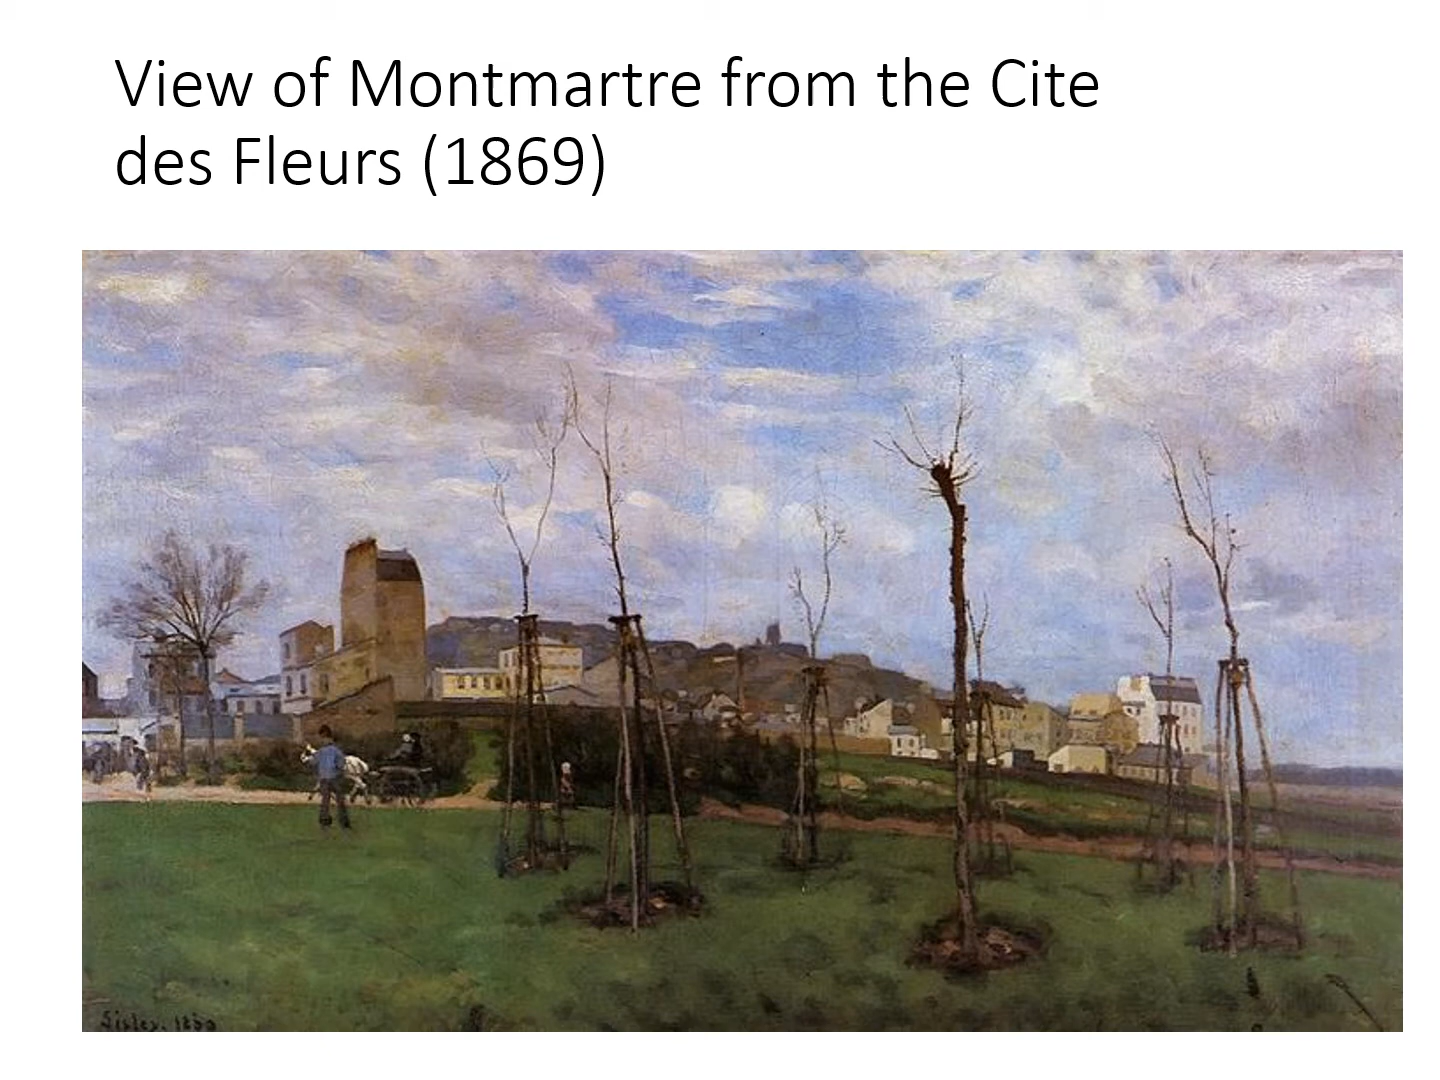 View of Montmartre from the Cite
des Fleurs (1869)
Sisley. 1869